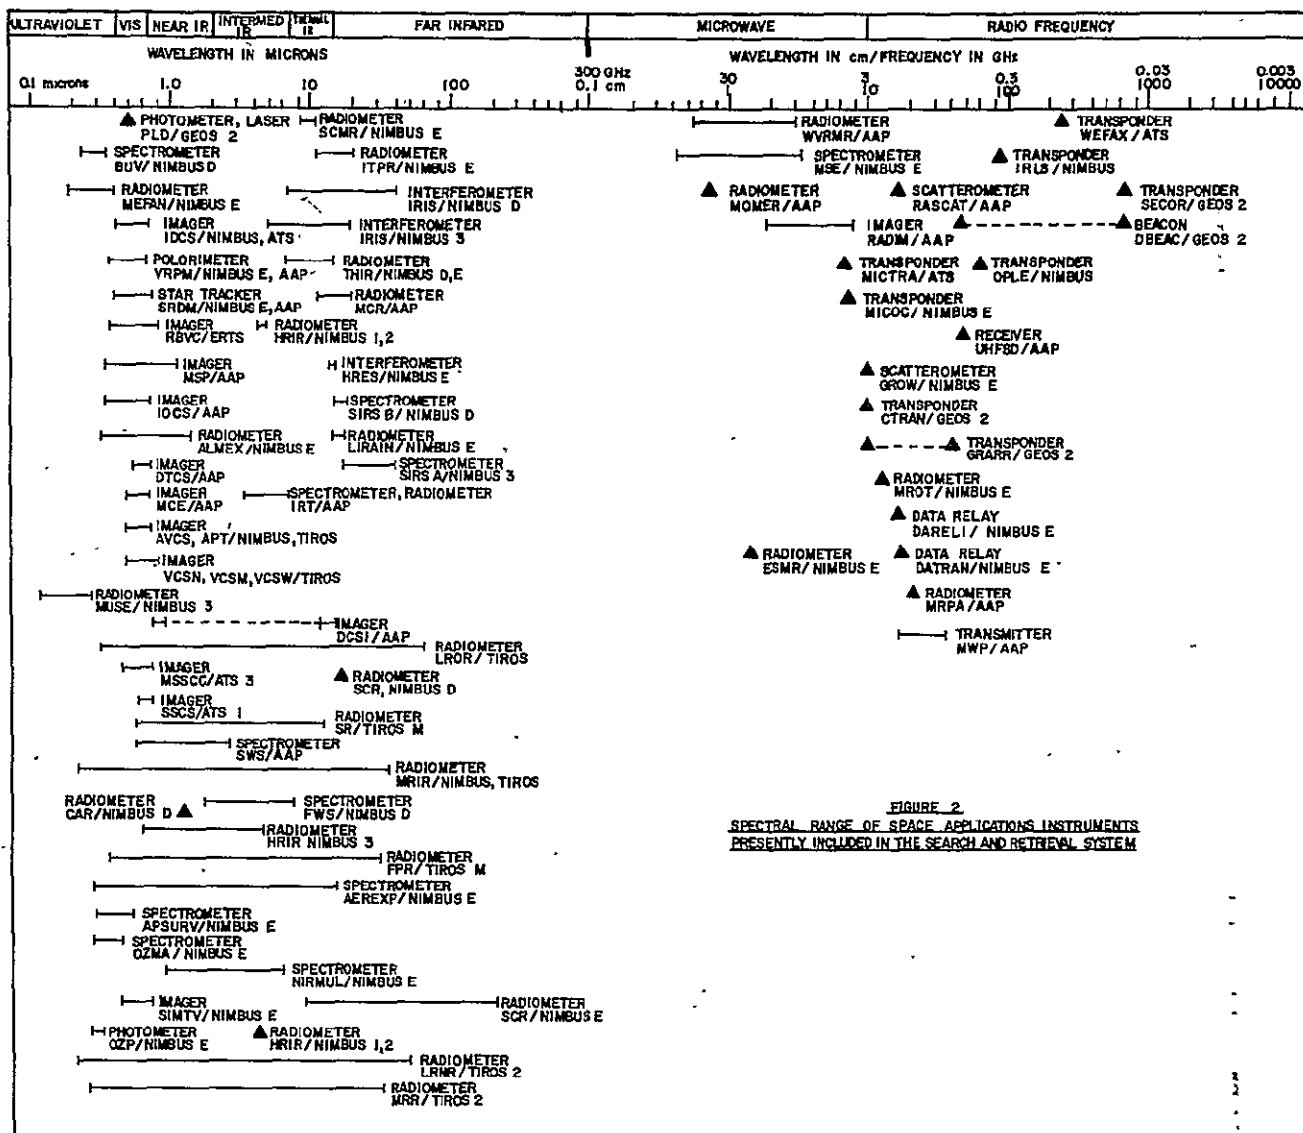 ULTRAVIOLET VIS NEAR IR INTERMED IR THERMAL IR FAR INFARED MICROWAVE RADIO FREQUENCY
WAVELENGTH IN MICRONS
WAVELENGTH IN cm/FREQUENCY IN GHz
0.1 microns 1.0 10 100
300 GHz 30 3 0.3 0.03 0.003
0.1 cm 10 100 1000 10000
PHOTOMETER, LASER
PLD/GEOS 2
RADIOMETER
SCMR/NIMBUS E
SPECTROMETER
BUV/NIMBUS D
RADIOMETER
ITPR/NIMBUS E
RADIOMETER
MEFAN/NIMBUS E
INTERFEROMETER
IRIS/NIMBUS D
IMAGER
IDCS/NIMBUS, ATS
INTERFEROMETER
IRIS/NIMBUS 3
POLORIMETER
VRPM/NIMBUS E, AAP
RADIOMETER
THIR/NIMBUS D,E
STAR TRACKER
SRDM/NIMBUS E, AAP
RADIOMETER
MCR/AAP
IMAGER
RBVC/ERTS
RADIOMETER
HRIR/NIMBUS 1,2
IMAGER
MSP/AAP
INTERFEROMETER
HRES/NIMBUS E
IMAGER
IOCS/AAP
SPECTROMETER
SIRS B/NIMBUS D
RADIOMETER
ALMEX/NIMBUS E
RADIOMETER
LIRAIN/NIMBUS E
IMAGER
DTCS/AAP
SPECTROMETER
SIRS A/NIMBUS 3
IMAGER
MCE/AAP
SPECTROMETER, RADIOMETER
IRT/AAP
IMAGER
AVCS, APT/NIMBUS, TIROS
IMAGER
VCSN, VCSM, VCSW/TIROS
RADIOMETER
MUSE/NIMBUS 3
IMAGER
DCSI/AAP
RADIOMETER
LROR/TIROS
IMAGER
MSSCC/ATS 3
RADIOMETER
SCR, NIMBUS D
IMAGER
SSCS/ATS 1
RADIOMETER
SR/TIROS M
SPECTROMETER
SWS/AAP
RADIOMETER
MRIR/NIMBUS, TIROS
RADIOMETER
CAR/NIMBUS D
SPECTROMETER
FWS/NIMBUS D
RADIOMETER
HRIR NIMBUS 3
RADIOMETER
FPR/TIROS M
SPECTROMETER
AEREXP/NIMBUS E
SPECTROMETER
APSURV/NIMBUS E
SPECTROMETER
OZMA/NIMBUS E
SPECTROMETER
NIRMUL/NIMBUS E
IMAGER
SIMTV/NIMBUS E
RADIOMETER
SCR/NIMBUS E
PHOTOMETER
OZP/NIMBUS E
RADIOMETER
HRIR/NIMBUS 1,2
RADIOMETER
LRNR/TIROS 2
RADIOMETER
MRR/TIROS 2
RADIOMETER
WVRMR/AAP
TRANSPONDER
WEFAX/ATS
SPECTROMETER
MSE/NIMBUS E
TRANSPONDER
IRLS/NIMBUS
RADIOMETER
MOMER/AAP
SCATTEROMETER
RASCAT/AAP
TRANSPONDER
SECOR/GEOS 2
IMAGER
RADIM/AAP
BEACON
DBEAC/GEOS 2
TRANSPONDER
MICTRA/ATS
TRANSPONDER
OPLE/NIMBUS
TRANSPONDER
MICOC/NIMBUS E
RECEIVER
UHFSD/AAP
SCATTEROMETER
GROW/NIMBUS E
TRANSPONDER
CTRAN/GEOS 2
TRANSPONDER
GRARR/GEOS 2
RADIOMETER
MROT/NIMBUS E
DATA RELAY
DARELI/NIMBUS E
RADIOMETER
ESMR/NIMBUS E
DATA RELAY
DATRAN/NIMBUS E
RADIOMETER
MRPA/AAP
TRANSMITTER
MWP/AAP
FIGURE 2
SPECTRAL RANGE OF SPACE APPLICATIONS INSTRUMENTS
PRESENTLY INCLUDED IN THE SEARCH AND RETRIEVAL SYSTEM